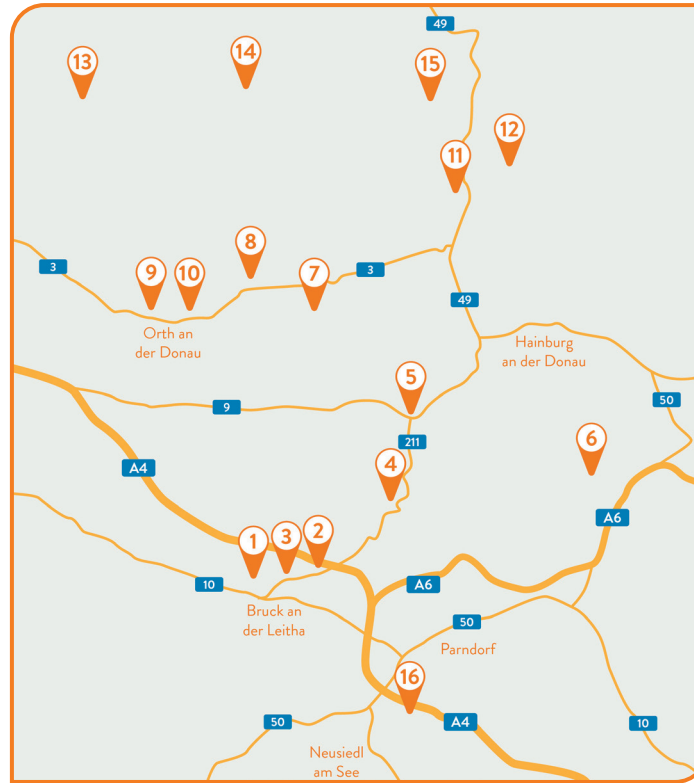 49
13
14
15
12
11
8
3
9
10
7
3
49
Orth an
der Donau
Hainburg
an der Donau
5
50
9
211
6
4
A4
A6
2
1
3
10
A6
Bruck an
der Leitha
50
Parndorf
16
50
A4
10
Neusiedl
am See